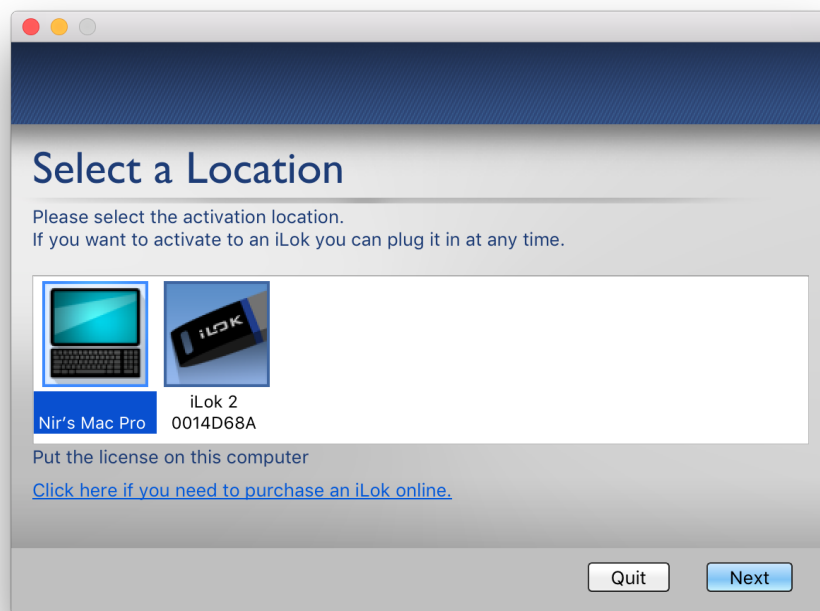 Select a Location
Please select the activation location.
If you want to activate to an iLok you can plug it in at any time.
iLOK
Nir's Mac Pro
iLok 2
0014D68A
Put the license on this computer
Click here if you need to purchase an iLok online.
Quit
Next